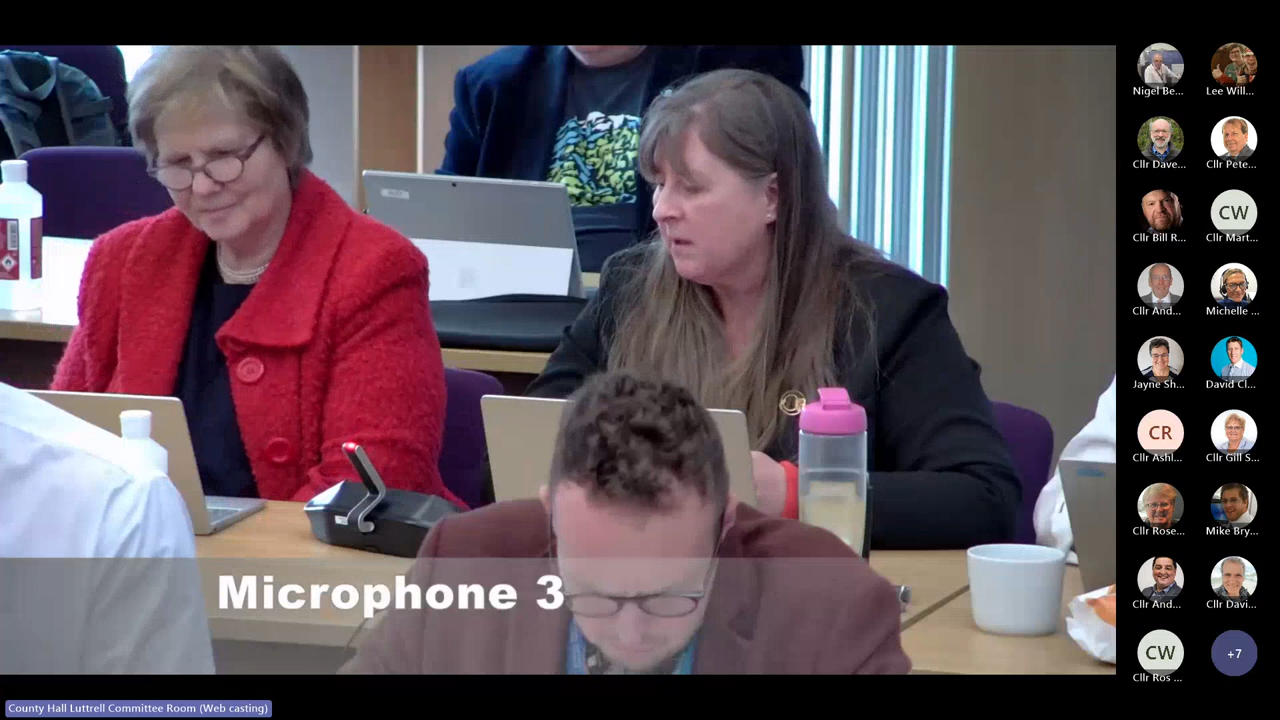 Nigel Be...
Lee Will...
Cllr Dave...
Cllr Pete...
CW
Cllr Bill R...
Cllr Mart...
Cllr And...
Michelle ...
Jayne Sh...
David Cl...
CR
Cllr Ashl...
Cllr Gill S...
Cllr Rose...
Mike Bry...
Cllr And...
Cllr Davi...
CW
+7
Cllr Ros ...
Microphone 3
County Hall Luttrell Committee Room (Web casting)